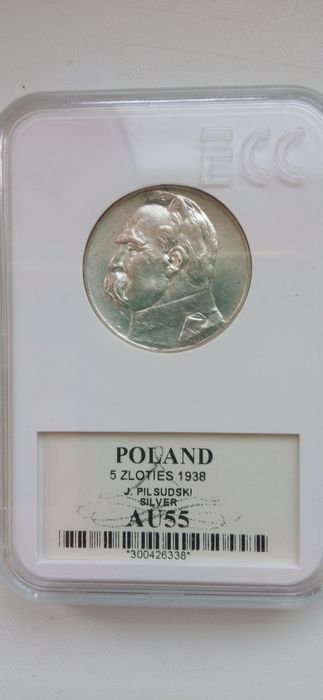 ECC
POLAND
5 ZLOTIES 1938
J. PILSUDSKI
SILVER
AU55
*300426338*